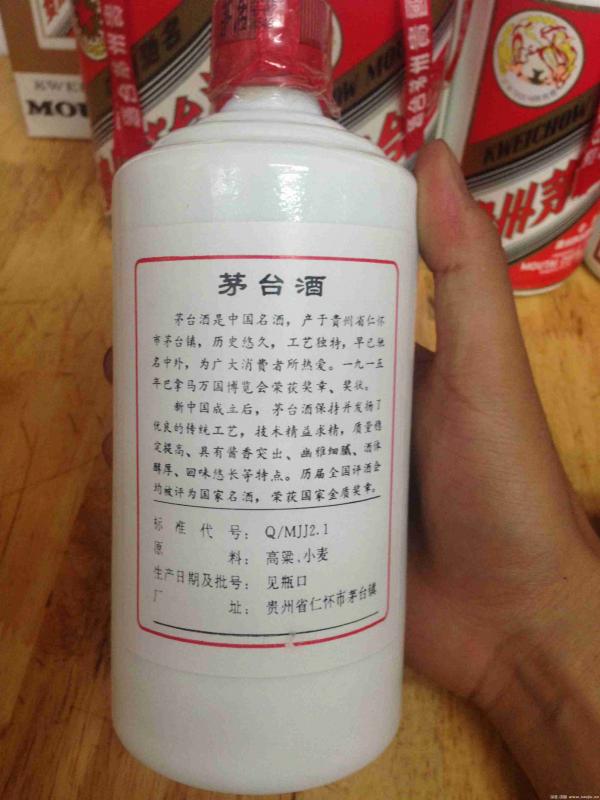 茅台
KWEICHOW
KWEI
MOU
茅台酒
茅台酒是中国名酒，产于贵州省仁怀
市茅台镇，历史悠久，工艺独特，早已驰
名中外，为广大消费者所热爱。一九一五
年巴拿马万国博览会荣获奖章、奖状。
新中国成立后，茅台酒保持并发扬了
优良的传统工艺，技术精益求精，质量稳
定提高、具有酱香突出、幽雅细腻、酒体
醇厚、回味悠长等特点。历届全国评酒会
均被评为国家名酒，荣获国家金质奖章。
标准代号：Q/MJJ2.1
原料：高粱、小麦
生产日期及批号：见瓶口
厂址：贵州省仁怀市茅台镇